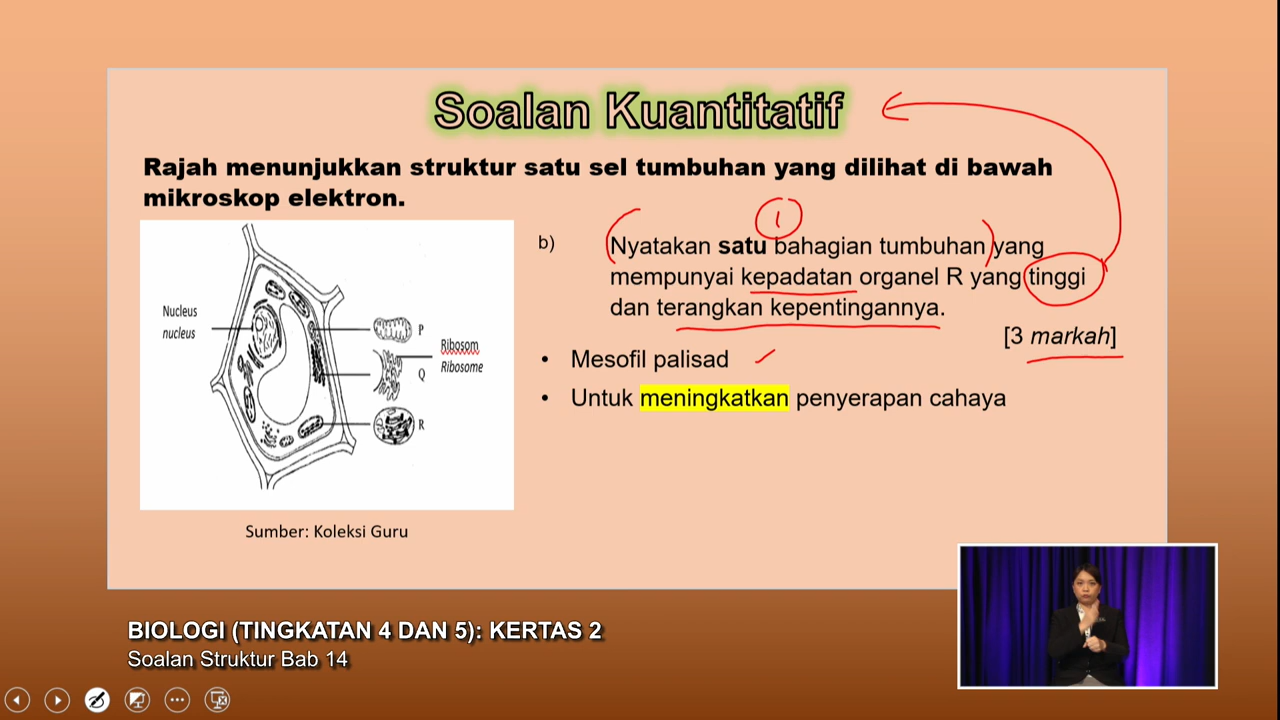 Soalan Kuantitatif
Rajah menunjukkan struktur satu sel tumbuhan yang dilihat di bawah
mikroskop elektron.
1
b) (Nyatakan satu bahagian tumbuhan) yang
mempunyai kepadatan organel R yang tinggi
dan terangkan kepentingannya.
[3 markah]
Nucleus
nucleus
P
Ribosom
Ribosome
Q
R
• Mesofil palisad ✓
• Untuk meningkatkan penyerapan cahaya
Sumber: Koleksi Guru
BIOLOGI (TINGKATAN 4 DAN 5): KERTAS 2
Soalan Struktur Bab 14